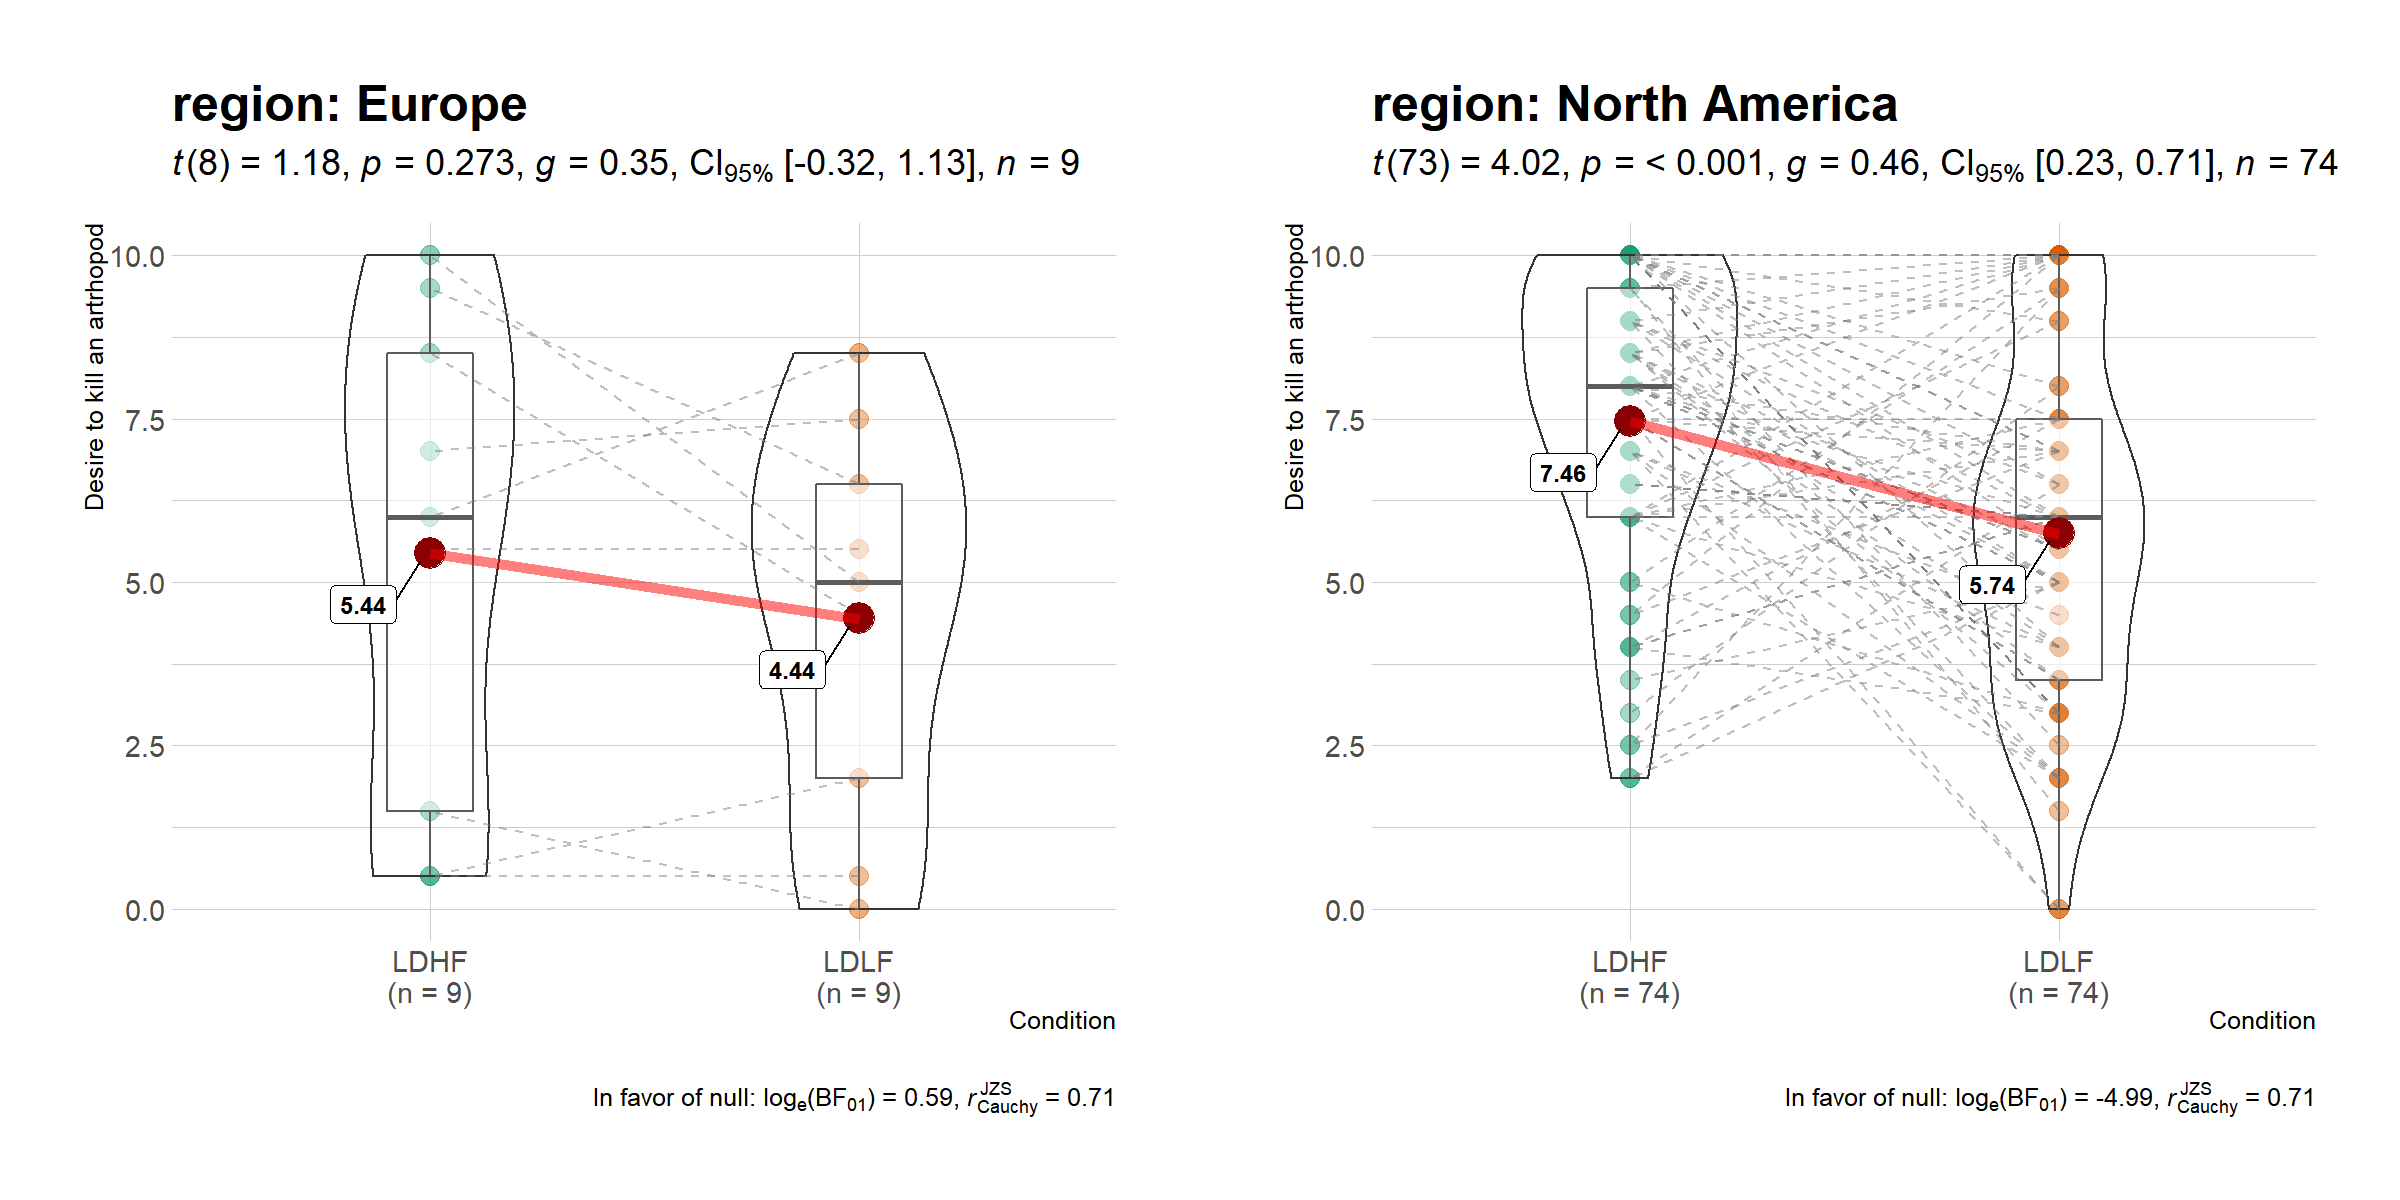 region: Europe
t(8) = 1.18, p = 0.273, g = 0.35, CI95% [-0.32, 1.13], n = 9
Desire to kill an artrhopod
10.0
7.5
5.0
2.5
0.0
5.44
4.44
LDHF
(n = 9)
LDLF
(n = 9)
Condition
In favor of null: loge(BF01) = 0.59, rJZSCauchy = 0.71
region: North America
t(73) = 4.02, p = < 0.001, g = 0.46, CI95% [0.23, 0.71], n = 74
Desire to kill an artrhopod
10.0
7.5
5.0
2.5
0.0
7.46
5.74
LDHF
(n = 74)
LDLF
(n = 74)
Condition
In favor of null: loge(BF01) = -4.99, rJZSCauchy = 0.71